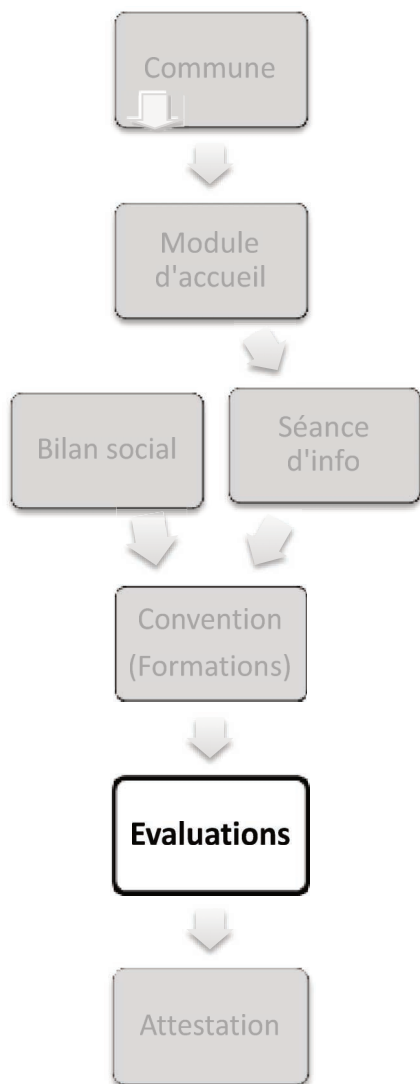 Commune
Module
d'accueil
Bilan social
Séance
d'info
Convention
(Formations)
Evaluations
Attestation